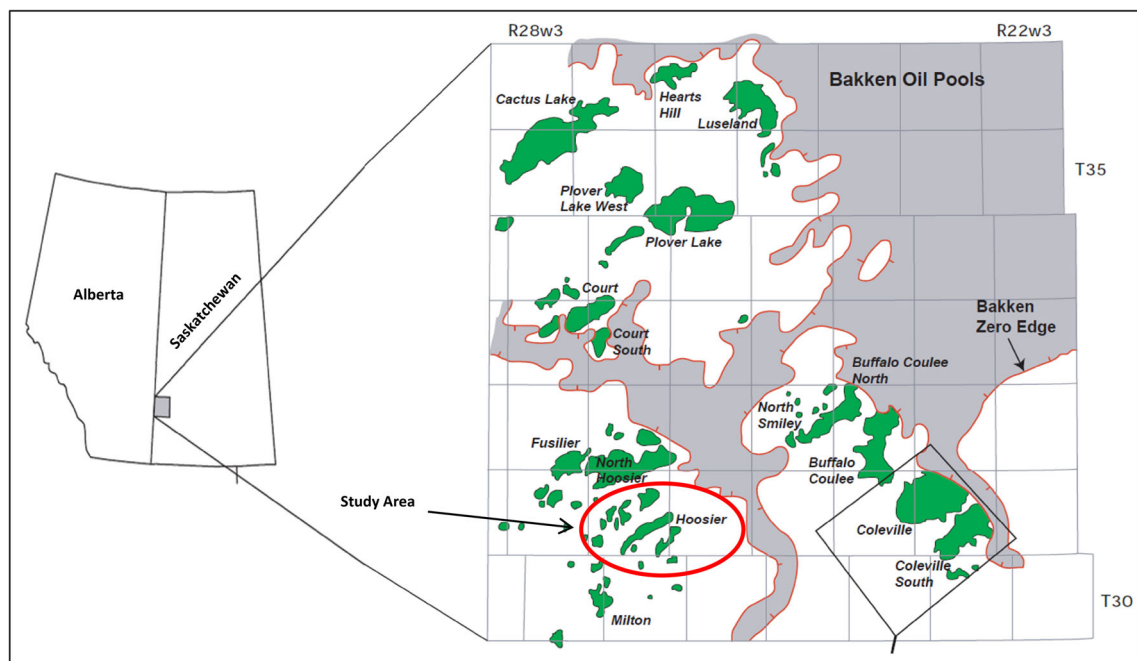 R28w3
R22w3
Bakken Oil Pools
Hearts
Hill
Cactus Lake
Luseland
T35
Plover
Lake West
Plover Lake
Alberta
Saskatchewan
Court
Bakken
Zero Edge
Court
South
Buffalo Coulee
North
North
Smiley
Fusilier
North
Hoosier
Buffalo
Coulee
Study Area
Hoosier
Coleville
Coleville
South
T30
Milton